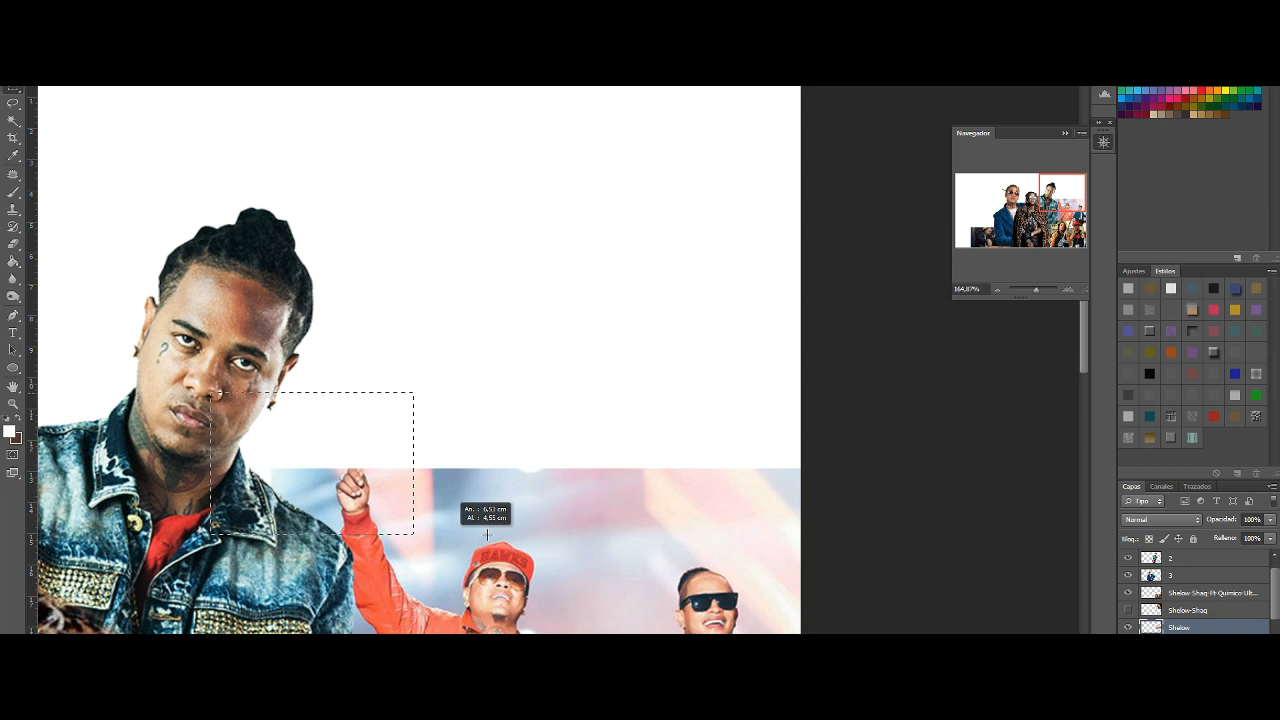 Navegador
164,87%
Ajustes
Estilos
Capas
Canales
Trazados
Tipo
Normal
Opacidad:
100%
Bloq.:
Relleno:
100%
2
3
Shelow-Shaq-Ft-Quimico-Ult...
Shelow-Shaq
Shelow
An. : 6,53 cm
Al. : 4,55 cm
HAWKS